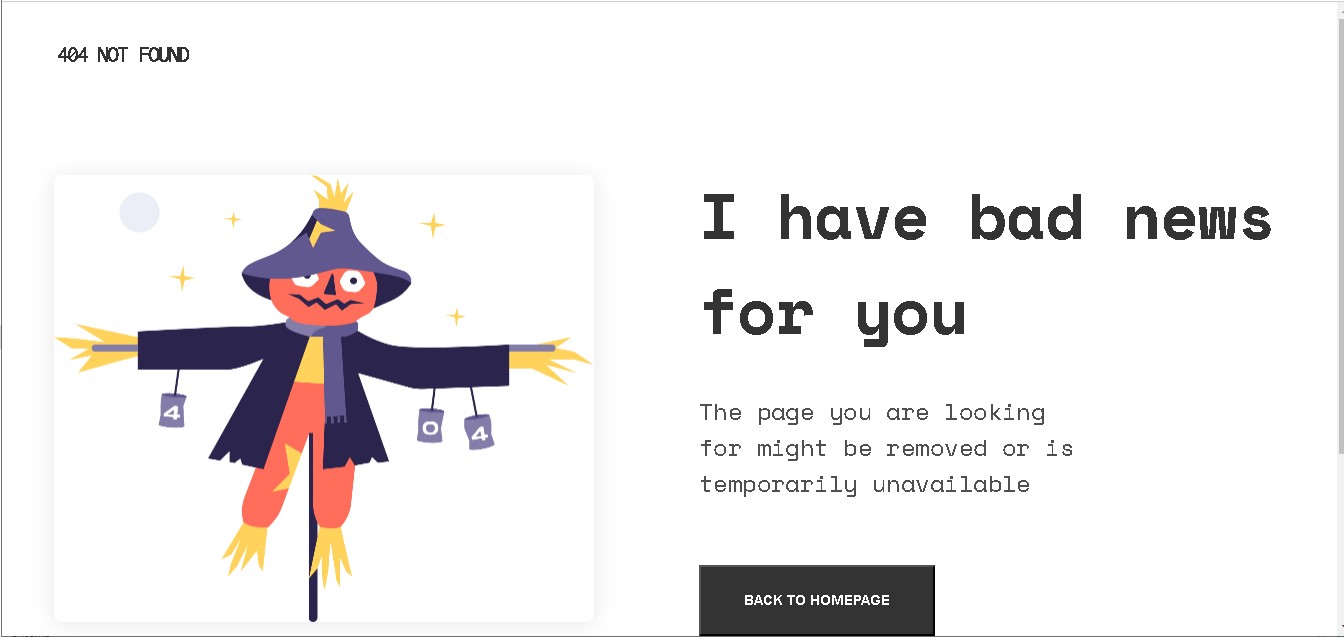 404 NOT FOUND
I have bad news
for you
4
0
4
The page you are looking
for might be removed or is
temporarily unavailable
BACK TO HOMEPAGE